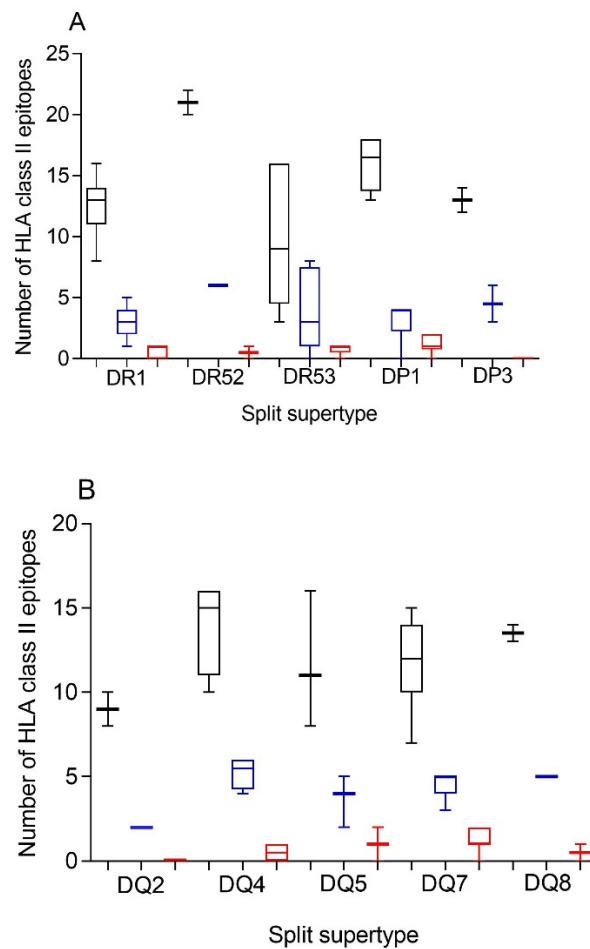 A
Number of HLA class II epitopes
25
20
15
10
5
0
DR1 DR52 DR53 DP1 DP3
Split supertype
B
Number of HLA class II epitopes
20
15
10
5
0
DQ2 DQ4 DQ5 DQ7 DQ8
Split supertype